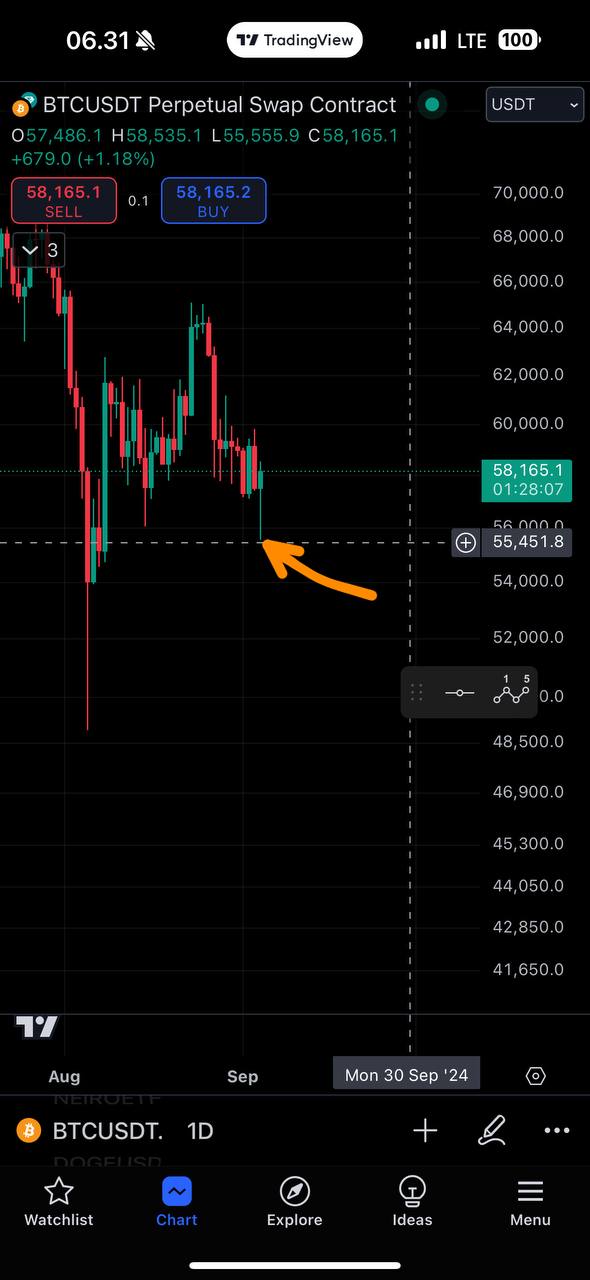 06.31
TradingView
LTE
100
BTCUSDT Perpetual Swap Contract
USDT
O57,486.1 H58,535.1 L55,555.9 C58,165.1
+679.0 (+1.18%)
58,165.1
SELL
0.1
58,165.2
BUY
3
70,000.0
68,000.0
66,000.0
64,000.0
62,000.0
60,000.0
58,165.1
01:28:07
56,000.0
55,451.8
54,000.0
52,000.0
1 5
48,500.0
46,900.0
45,300.0
44,050.0
42,850.0
41,650.0
Aug
Sep
Mon 30 Sep '24
NEIROETF
BTCUSDT. 1D
DOGEUSD
Watchlist
Chart
Explore
Ideas
Menu